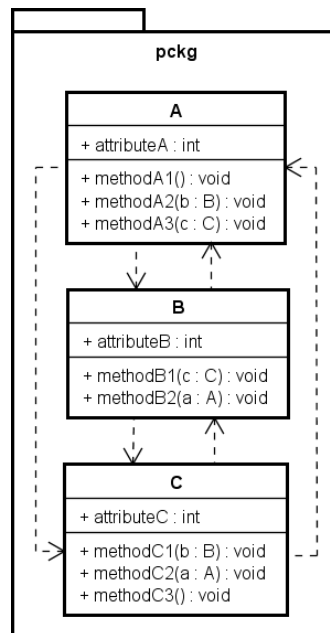 pckg
A
+ attributeA : int
+ methodA1() : void
+ methodA2(b : B) : void
+ methodA3(c : C) : void
B
+ attributeB : int
+ methodB1(c : C) : void
+ methodB2(a : A) : void
C
+ attributeC : int
+ methodC1(b : B) : void
+ methodC2(a : A) : void
+ methodC3() : void